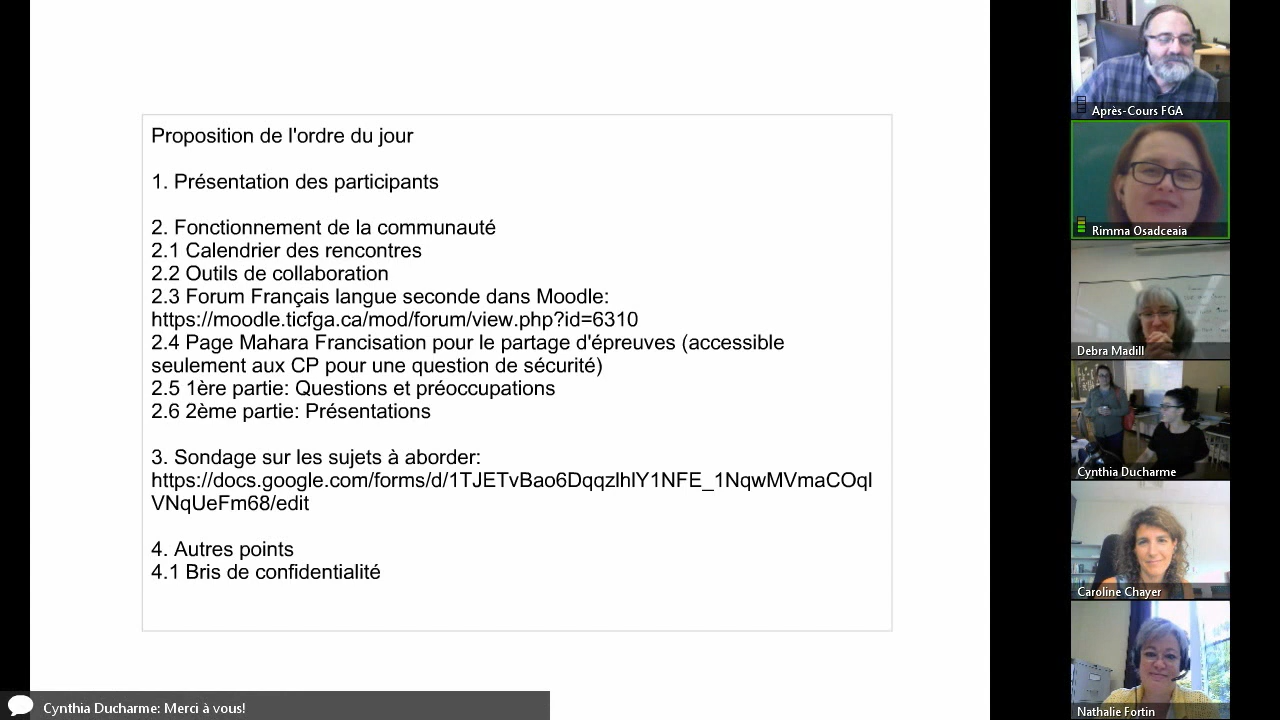 Proposition de l'ordre du jour
1. Présentation des participants
2. Fonctionnement de la communauté
2.1 Calendrier des rencontres
2.2 Outils de collaboration
2.3 Forum Français langue seconde dans Moodle:
https://moodle.ticfga.ca/mod/forum/view.php?id=6310
2.4 Page Mahara Francisation pour le partage d'épreuves (accessible
seulement aux CP pour une question de sécurité)
2.5 1ère partie: Questions et préoccupations
2.6 2ème partie: Présentations
3. Sondage sur les sujets à aborder:
https://docs.google.com/forms/d/1TJETvBao6DqqzlhlY1NFE_1NqwMVmaCOql
VNqUeFm68/edit
4. Autres points
4.1 Bris de confidentialité
Après-Cours FGA
Rimma Osadceaia
Debra Madill
Cynthia Ducharme
Caroline Chayer
Nathalie Fortin
Cynthia Ducharme: Merci à vous!